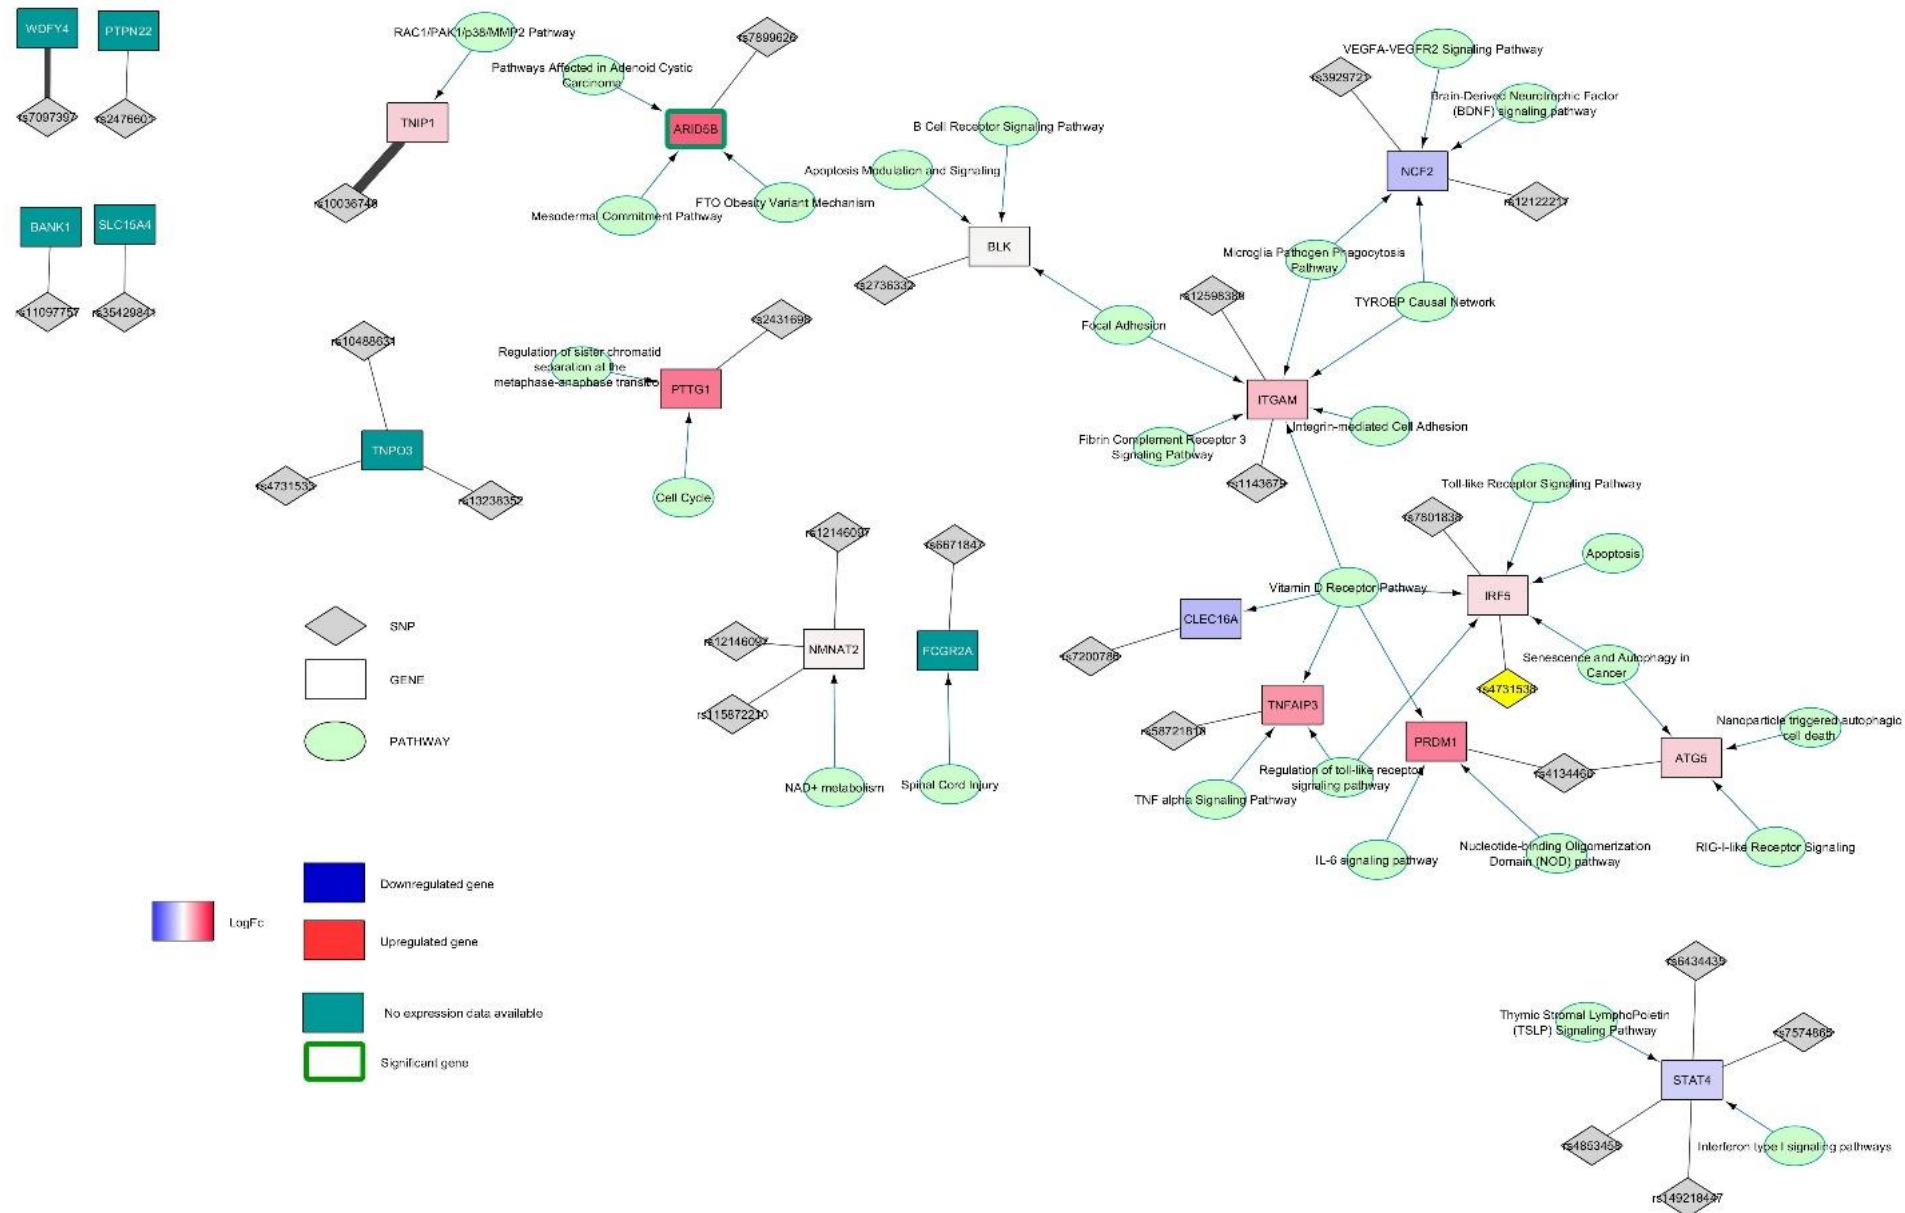 WDFY4
PTPN22
rs7097397
rs2476601
BANK1
SLC15A4
rs11097757
rs35429841
RAC1/PAK1/p38/MMP2 Pathway
TNIP1
rs10036748
Pathways Affected in Adenoid Cystic
Carcinoma
rs7899626
ARID5B
Mesodermal Commitment Pathway
FTO Obesity Variant Mechanism
B Cell Receptor Signaling Pathway
Apoptosis Modulation and Signaling
BLK
rs2736332
Focal Adhesion
VEGFA-VEGFR2 Signaling Pathway
rs3929721
Brain-Derived Neurotrophic Factor
(BDNF) signaling pathway
NCF2
rs12122217
Microglia Pathogen Phagocytosis
Pathway
TYROBP Causal Network
rs12598388
ITGAM
Integrin-mediated Cell Adhesion
Fibrin Complement Receptor 3
Signaling Pathway
rs1143679
rs10488631
TNPO3
rs4731533
rs13238352
Regulation of sister chromatid
separation at the
metaphase-anaphase transitio
rs2431698
PTTG1
Cell Cycle
rs12146097
rs12146097
NMNAT2
rs115872210
NAD+ metabolism
rs6671847
FCGR2A
Spinal Cord Injury
Toll-like Receptor Signaling Pathway
rs7801838
Apoptosis
Vitamin D Receptor Pathway
IRF5
CLEC16A
rs7200786
Senescence and Autophagy in
Cancer
rs4731538
TNFAIP3
rs58721818
PRDM1
Nanoparticle triggered autophagic
cell death
ATG5
rs4134466
Regulation of toll-like receptor
signaling pathway
TNF alpha Signaling Pathway
IL-6 signaling pathway
Nucleotide-binding Oligomerization
Domain (NOD) pathway
RIG-I-like Receptor Signaling
SNP
GENE
PATHWAY
LogFc
Downregulated gene
Upregulated gene
No expression data available
Significant gene
rs6434435
Thymic Stromal LymphoPoietin
(TSLP) Signaling Pathway
rs7574865
STAT4
rs4853458
Interferon type I signaling pathways
rs149218447